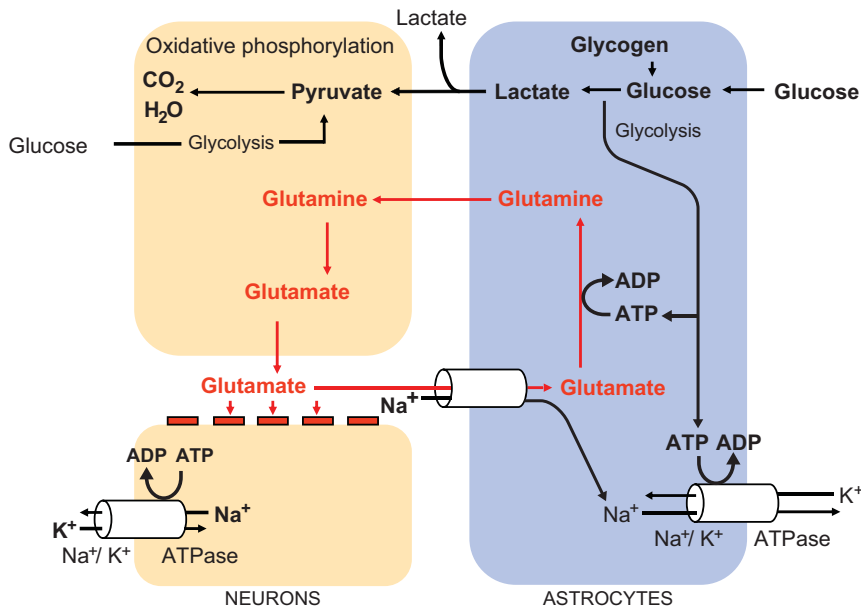 Lactate
Oxidative phosphorylation
Glycogen
CO2
H2O
Pyruvate
Lactate
Glucose
Glucose
Glucose
Glycolysis
Glycolysis
Glutamine
Glutamine
Glutamate
ADP
ATP
Glutamate
Na+
Glutamate
ADP ATP
ATP ADP
K+
Na+
Na+/ K+
ATPase
Na+
K+
Na+/ K+
ATPase
NEURONS
ASTROCYTES